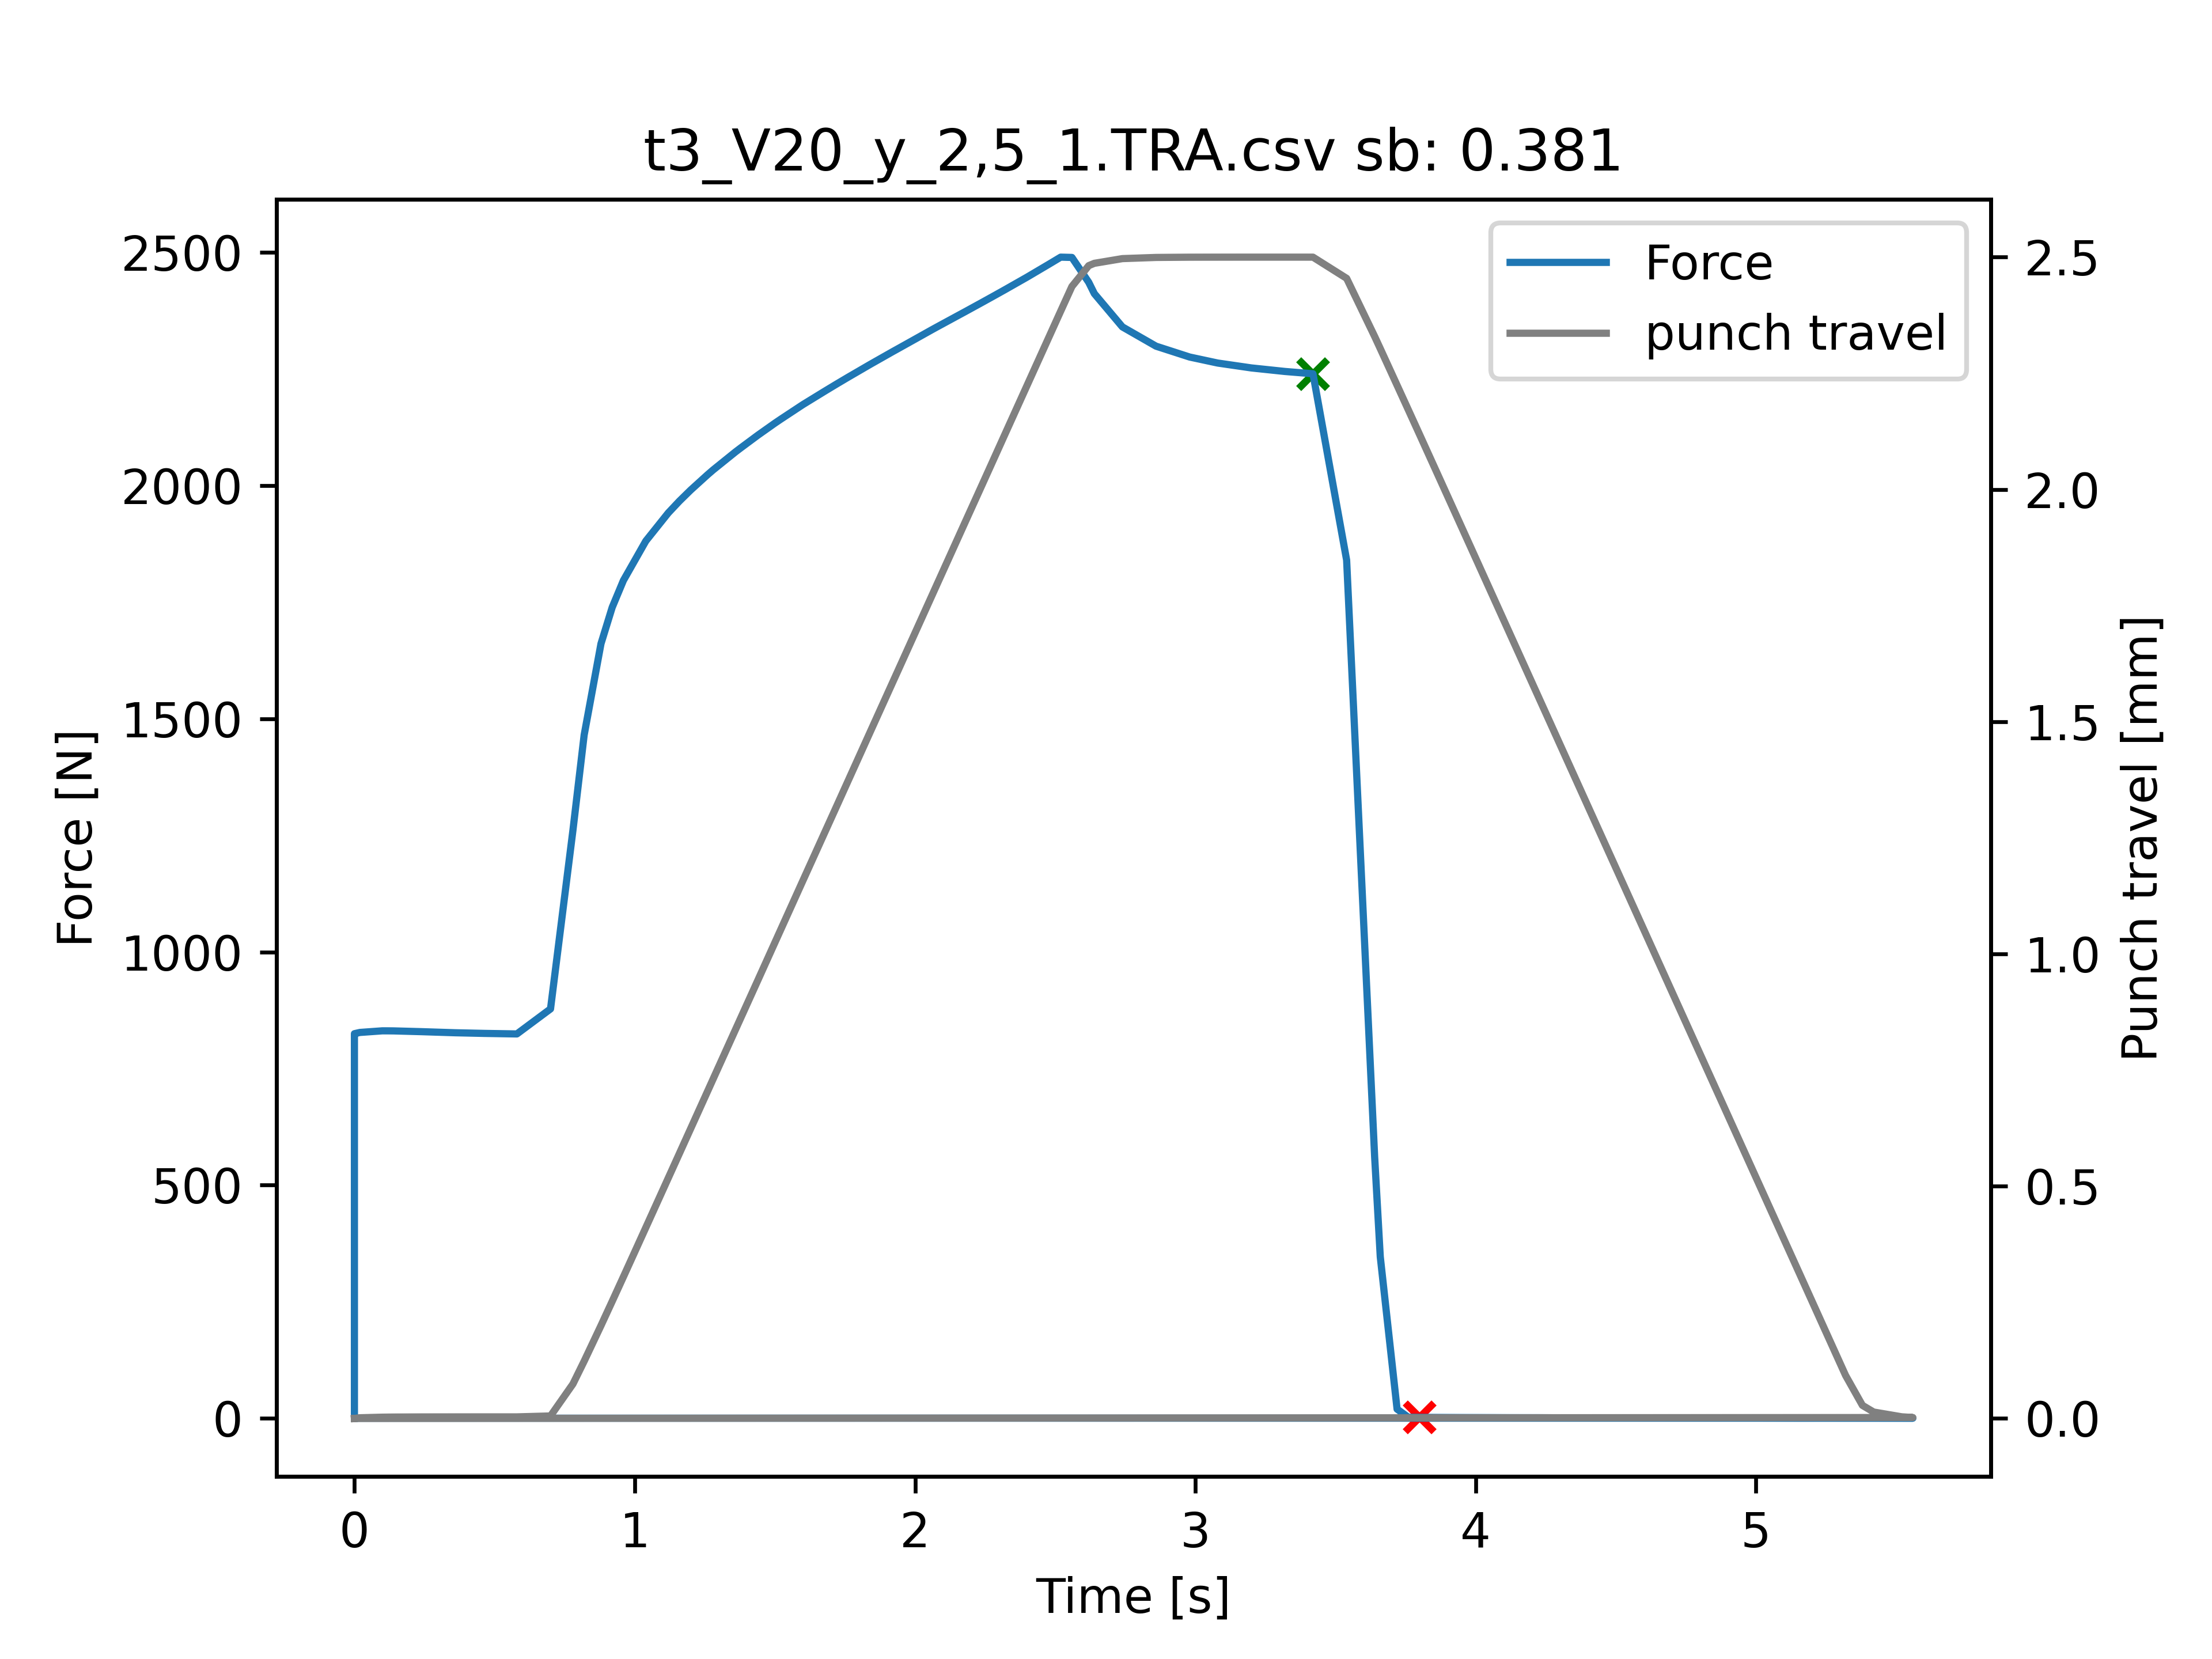 t3_V20_y_2,5_1.TRA.csv sb: 0.381
Force
punch travel
Force [N]
2500
2000
1500
1000
500
0
2.5
2.0
1.5
1.0
0.5
0.0
Punch travel [mm]
0 1 2 3 4 5
Time [s]